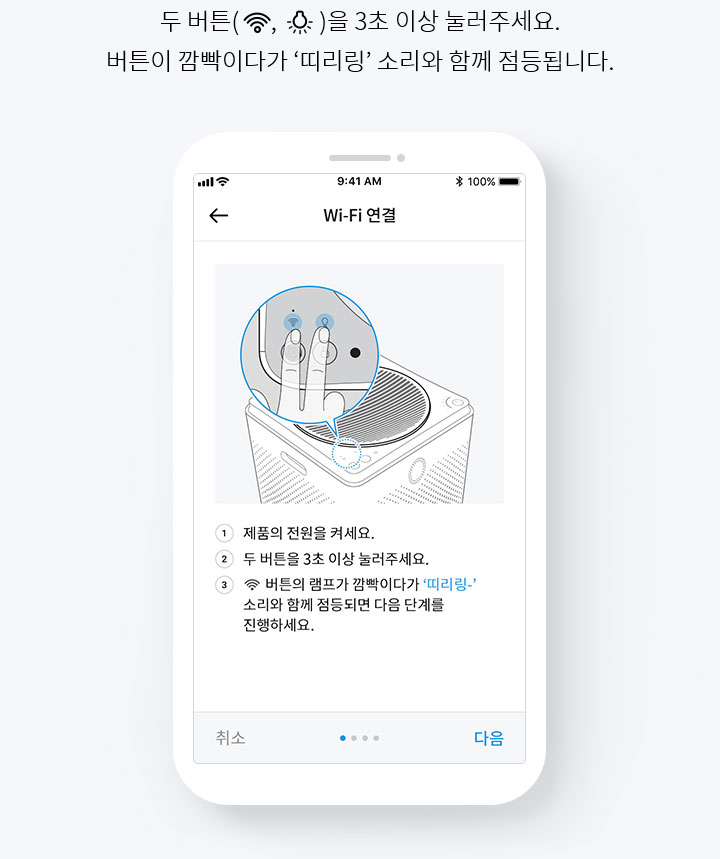 두 버튼( , )을 3초 이상 눌러주세요.
버튼이 깜빡이다가 ‘띠리링’ 소리와 함께 점등됩니다.
9:41 AM
100%
Wi-Fi 연결
1 제품의 전원을 켜세요.
2 두 버튼을 3초 이상 눌러주세요.
3 버튼의 램프가 깜빡이다가 ‘띠리링-’
소리와 함께 점등되면 다음 단계를
진행하세요.
취소
다음